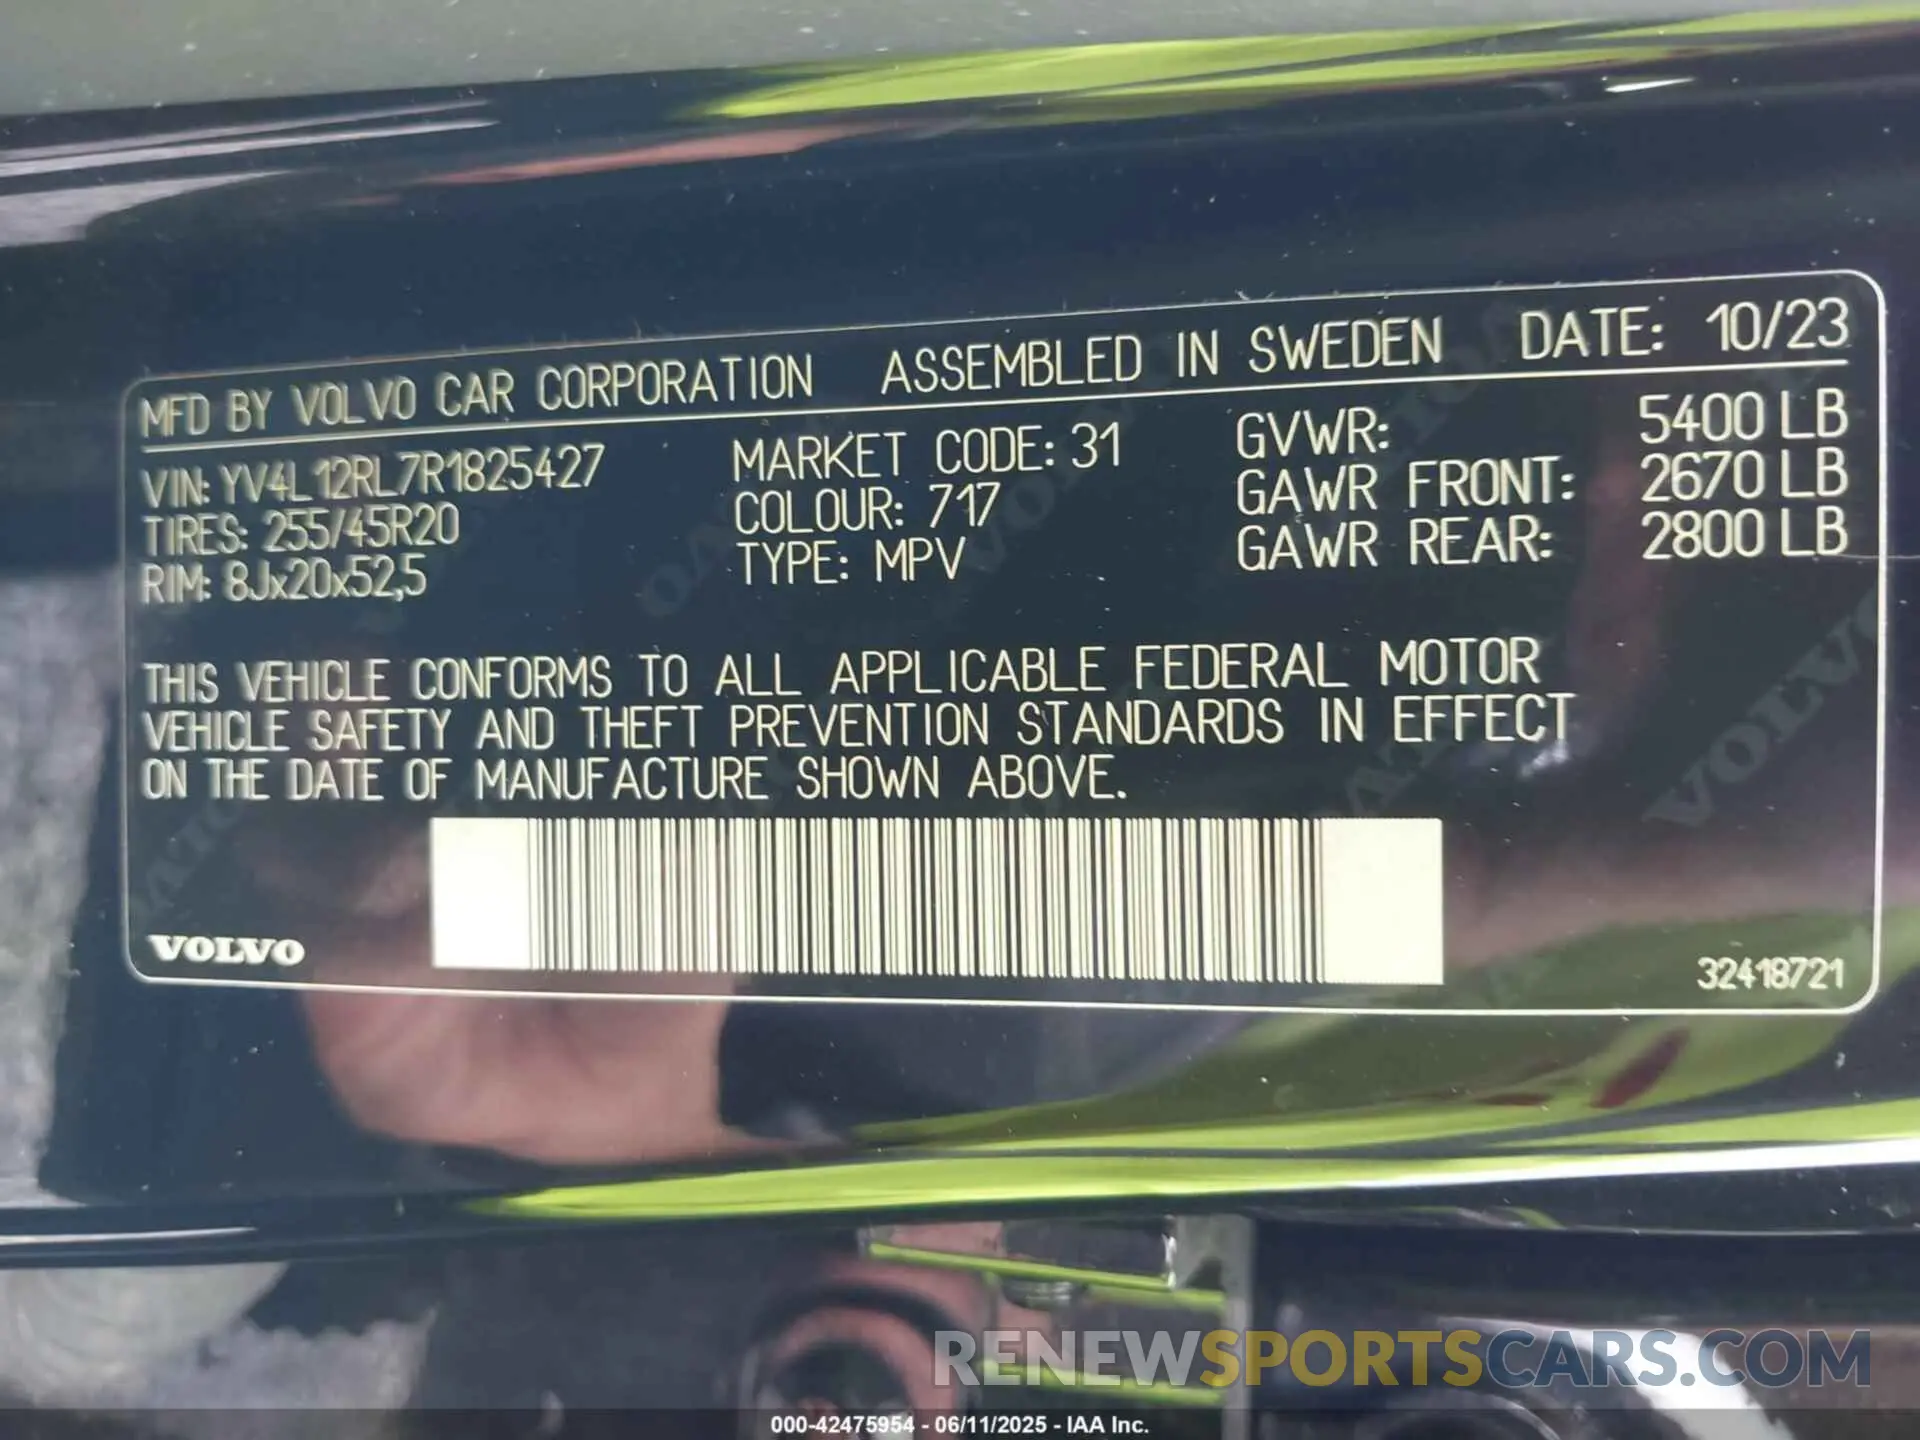 MFD BY VOLVO CAR CORPORATION ASSEMBLED IN SWEDEN DATE: 10/23
VIN: YV4L12RL7R1825427 MARKET CODE: 31 GVWR: 5400 LB
TIRES: 255/45R20 COLOUR: 717 GAWR FRONT: 2670 LB
RIM: 8Jx20x52,5 TYPE: MPV GAWR REAR: 2800 LB
THIS VEHICLE CONFORMS TO ALL APPLICABLE FEDERAL MOTOR
VEHICLE SAFETY AND THEFT PREVENTION STANDARDS IN EFFECT
ON THE DATE OF MANUFACTURE SHOWN ABOVE.
VOLVO
VOLVO 32418721
RENEWSPORTSCARS.COM
000-42475954 - 06/11/2025 - IAA Inc.